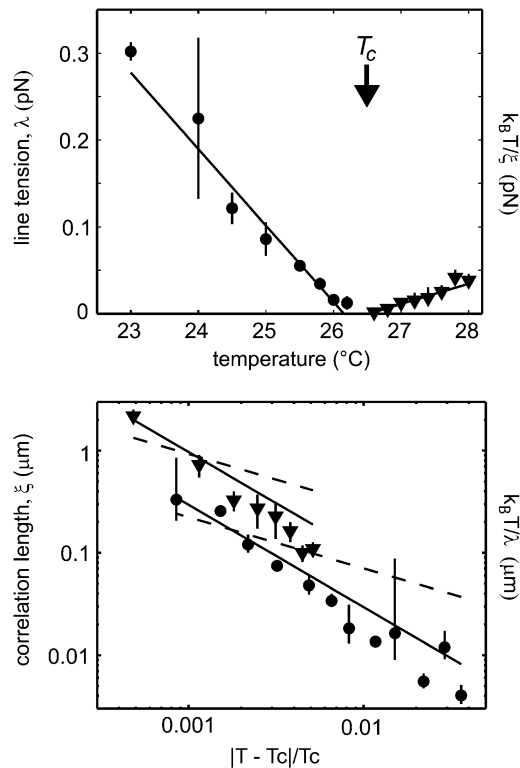 line tension, λ (pN)
0.3
0.2
0.1
0
T_c
k_BT/ξ (pN)
23 24 25 26 27 28
temperature (°C)
correlation length, ξ (µm)
1
0.1
0.01
k_BT/λ (µm)
0.001 0.01
|T - Tc|/Tc